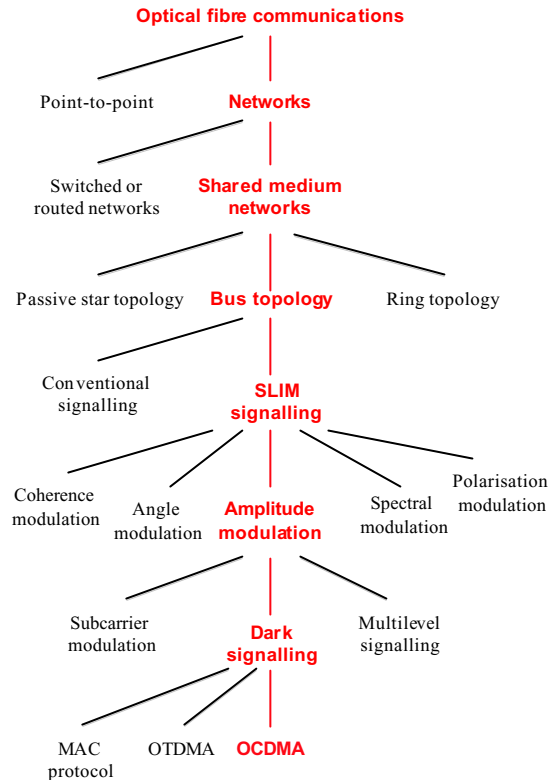 Optical fibre communications
Point-to-point
Networks
Switched or
routed networks
Shared medium
networks
Passive star topology
Bus topology
Ring topology
Conventional
signalling
SLIM
signalling
Coherence
modulation
Angle
modulation
Amplitude
modulation
Spectral
modulation
Polarisation
modulation
Subcarrier
modulation
Dark
signalling
Multilevel
signalling
MAC
protocol
OTDMA
OCDMA